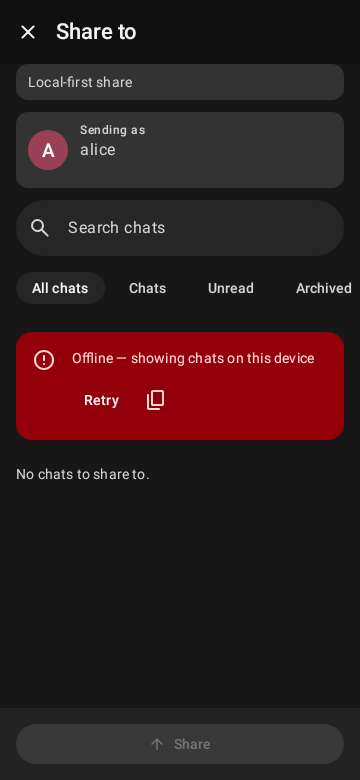 Share to
Local-first share
Sending as
A
alice
Search chats
All chats
Chats
Unread
Archived
Offline — showing chats on this device
Retry
No chats to share to.
Share